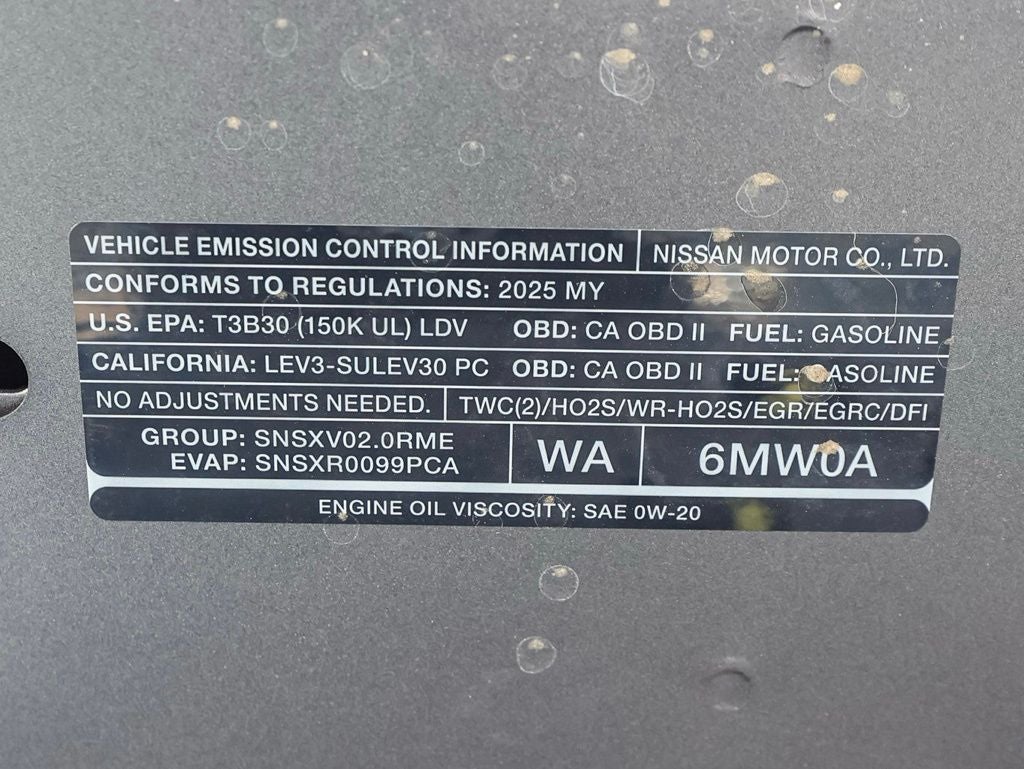 VEHICLE EMISSION CONTROL INFORMATION NISSAN MOTOR CO., LTD.
CONFORMS TO REGULATIONS: 2025 MY
U.S. EPA: T3B30 (150K UL) LDV OBD: CA OBD II FUEL: GASOLINE
CALIFORNIA: LEV3-SULEV30 PC OBD: CA OBD II FUEL: GASOLINE
NO ADJUSTMENTS NEEDED. TWC(2)/HO2S/WR-HO2S/EGR/EGRC/DFI
GROUP: SNSXV02.0RME
EVAP: SNSXR0099PCA
WA 6MW0A
ENGINE OIL VISCOSITY: SAE 0W-20